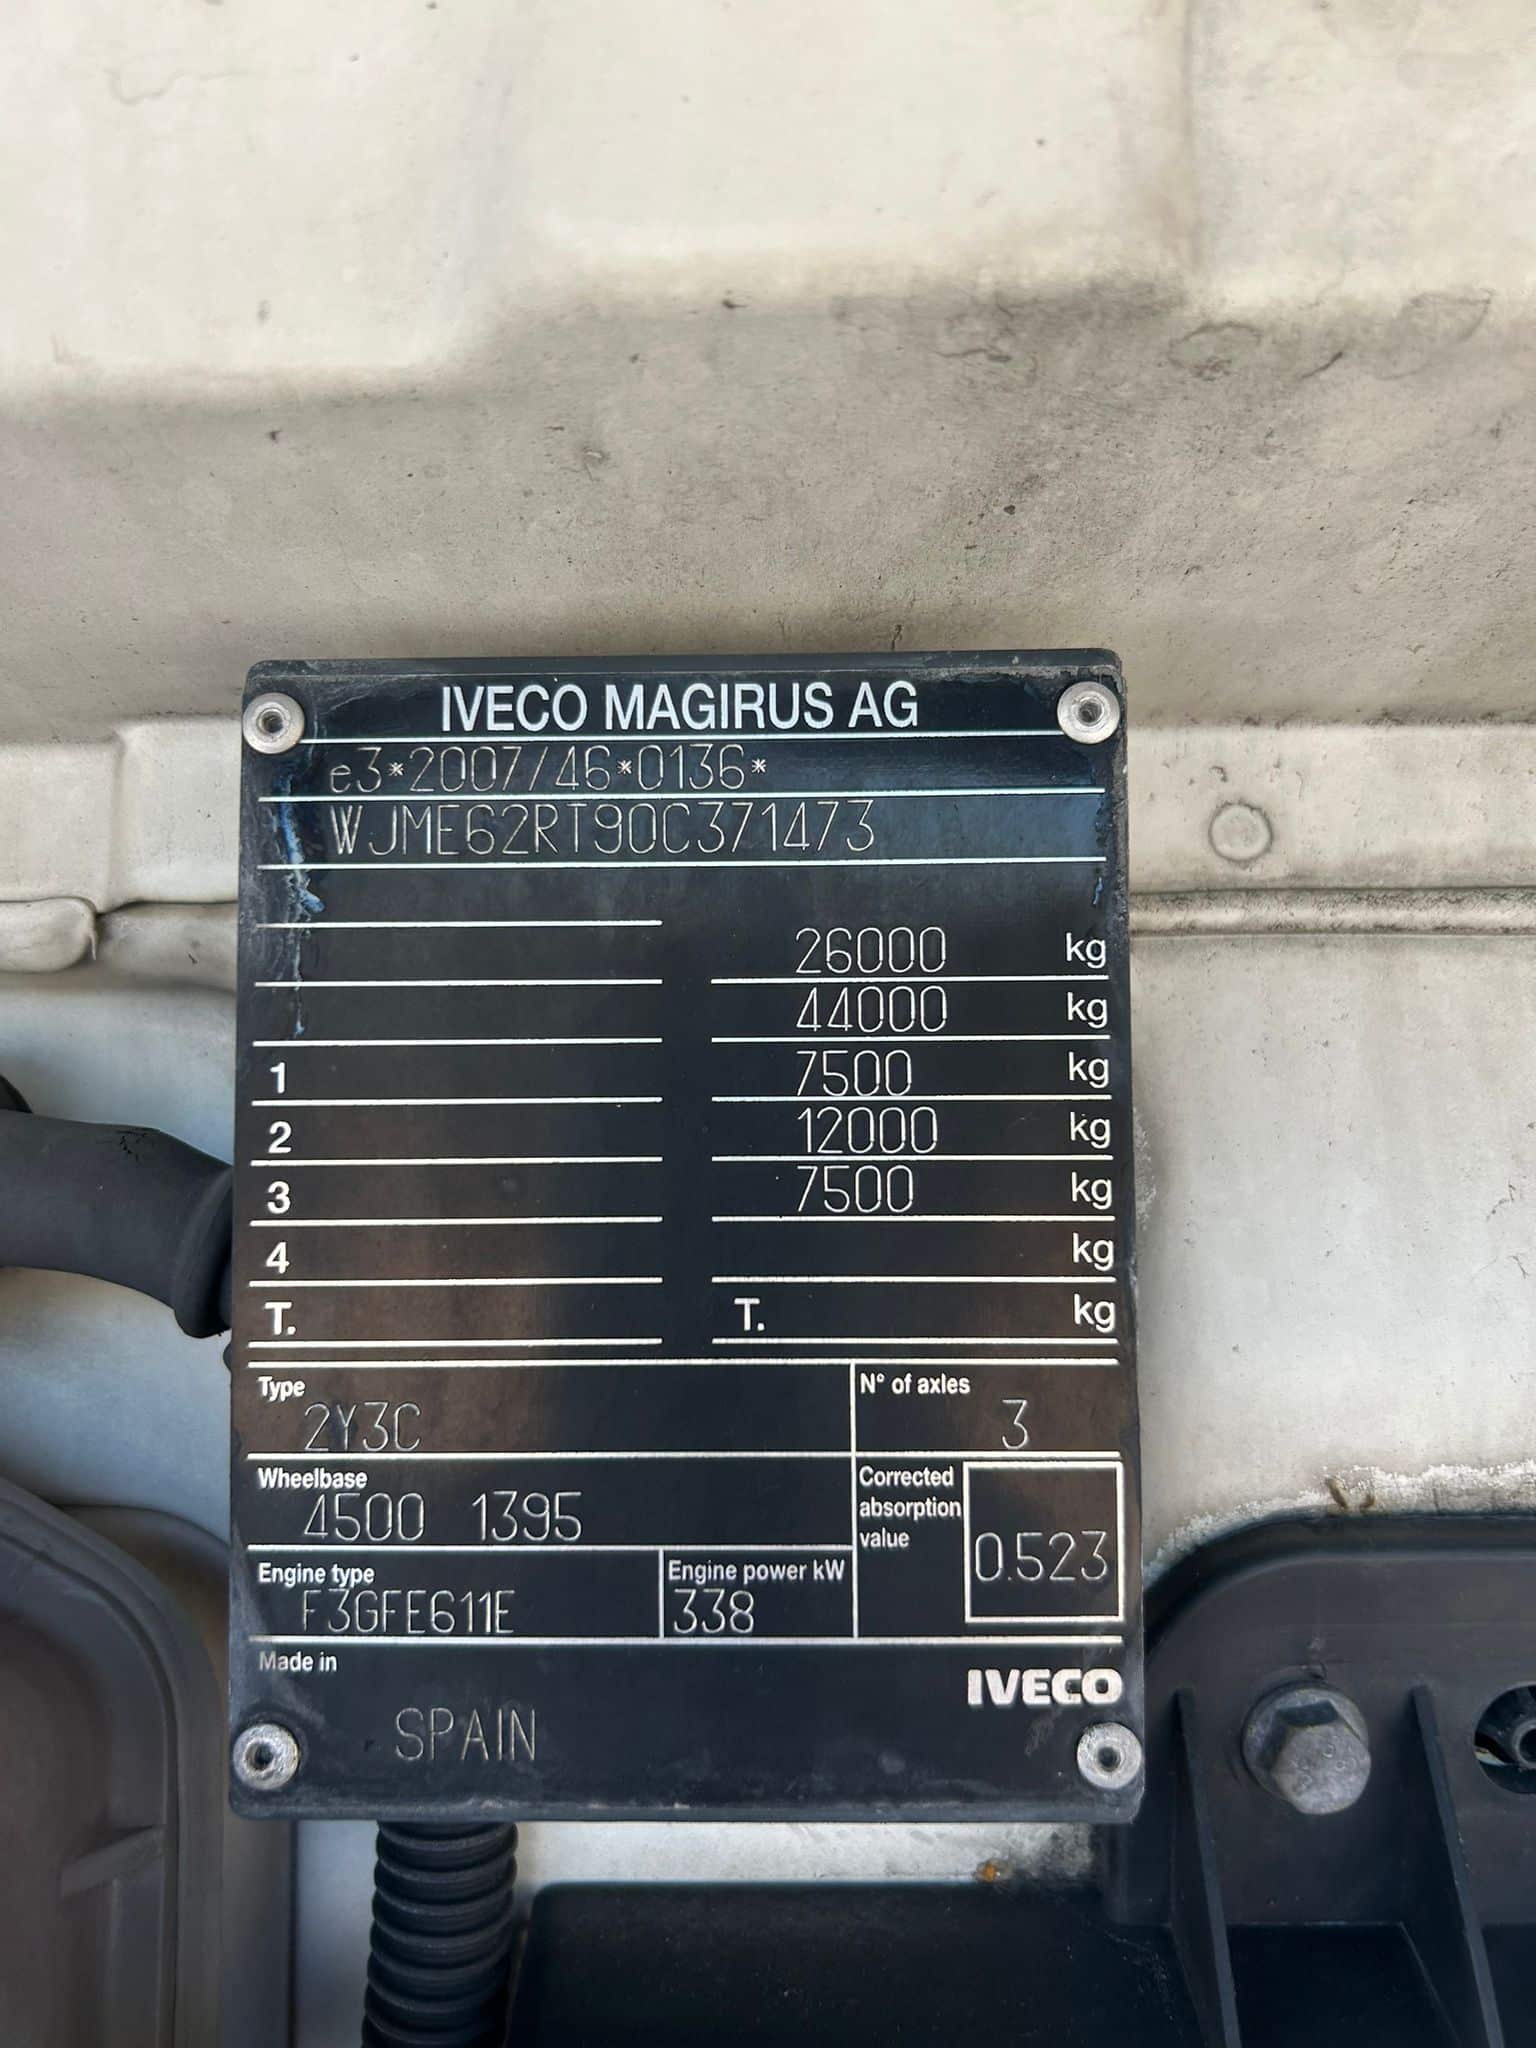 IVECO MAGIRUS AG
e3*2007/46*0136*
WJME62RT90C371473
26000 kg
44000 kg
1 7500 kg
2 12000 kg
3 7500 kg
4 kg
T. T. kg
Type N° of axles
2Y3C 3
Wheelbase Corrected absorption value
4500 1395 0.523
Engine type Engine power kW
F3GFE611E 338
Made in IVECO
SPAIN